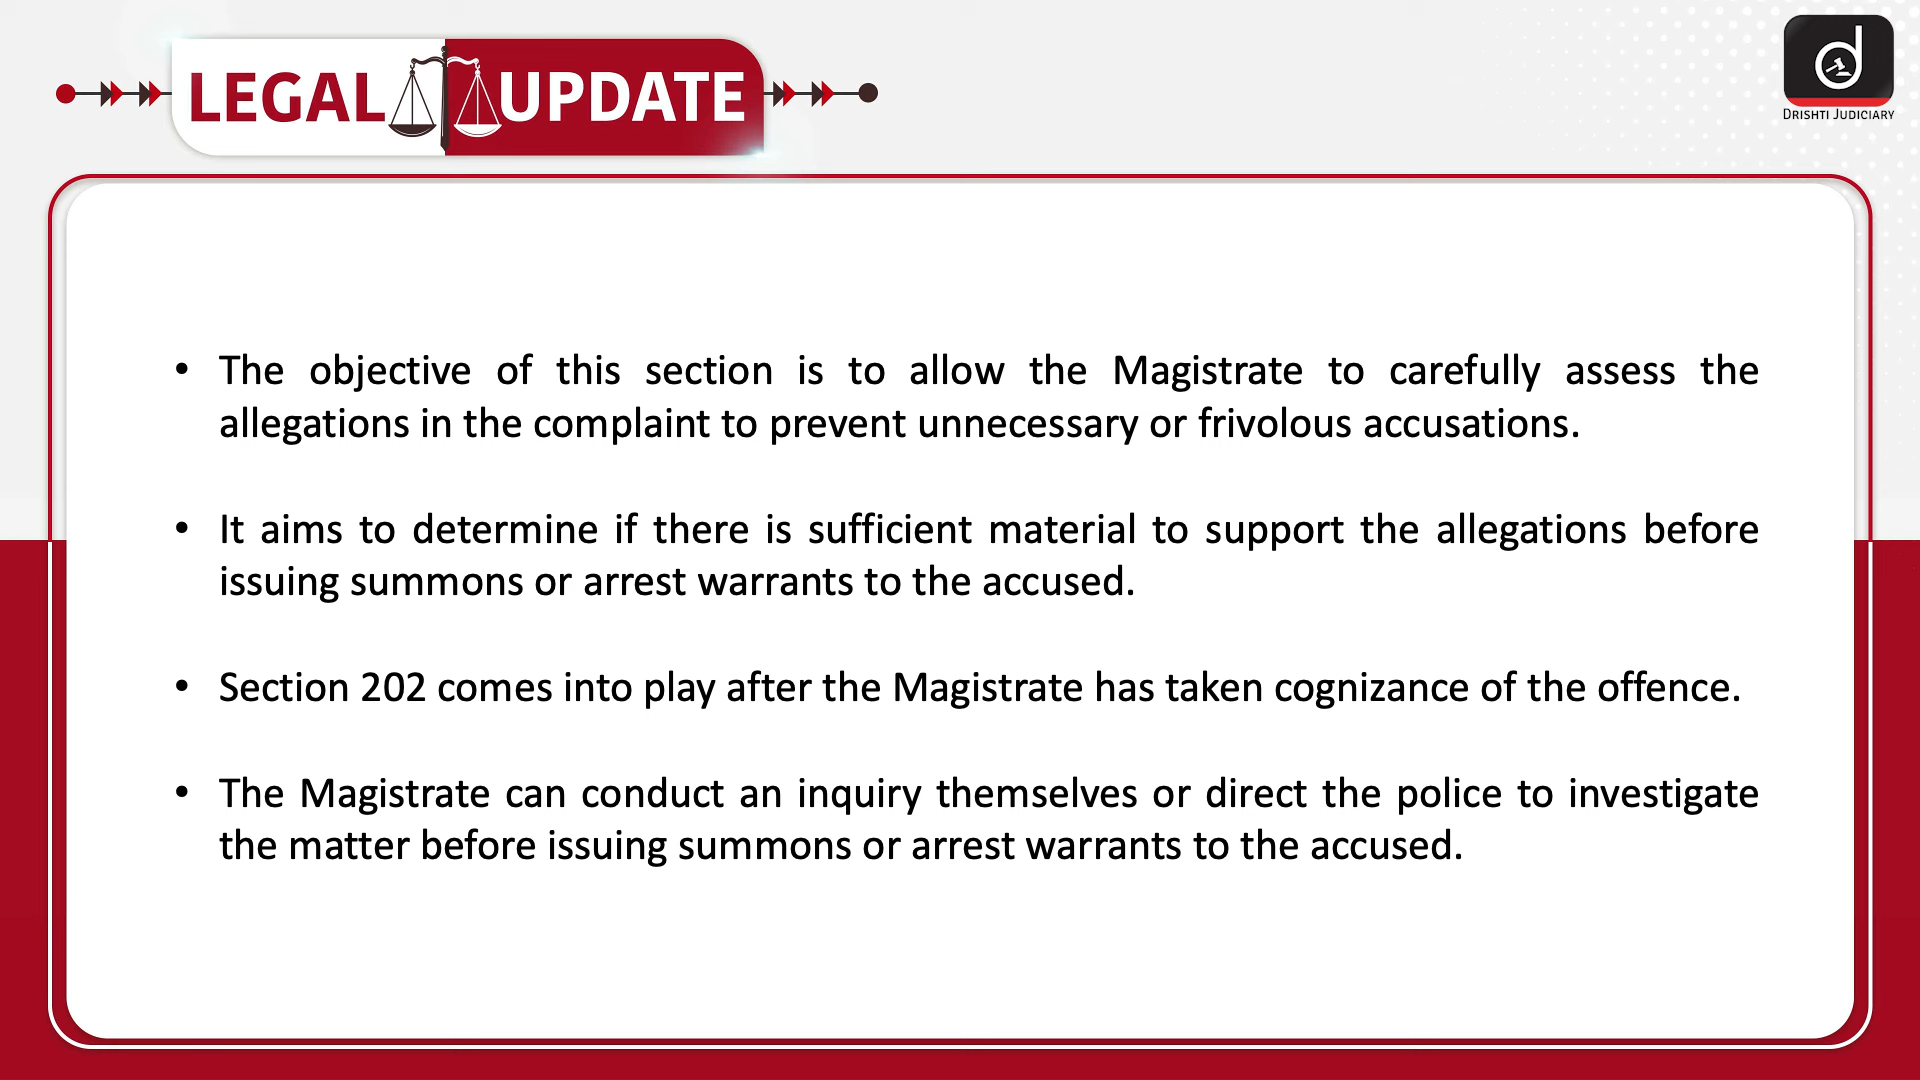 LEGAL UPDATE
DRISHTI JUDICIARY
• The objective of this section is to allow the Magistrate to carefully assess the
allegations in the complaint to prevent unnecessary or frivolous accusations.
• It aims to determine if there is sufficient material to support the allegations before
issuing summons or arrest warrants to the accused.
• Section 202 comes into play after the Magistrate has taken cognizance of the offence.
• The Magistrate can conduct an inquiry themselves or direct the police to investigate
the matter before issuing summons or arrest warrants to the accused.